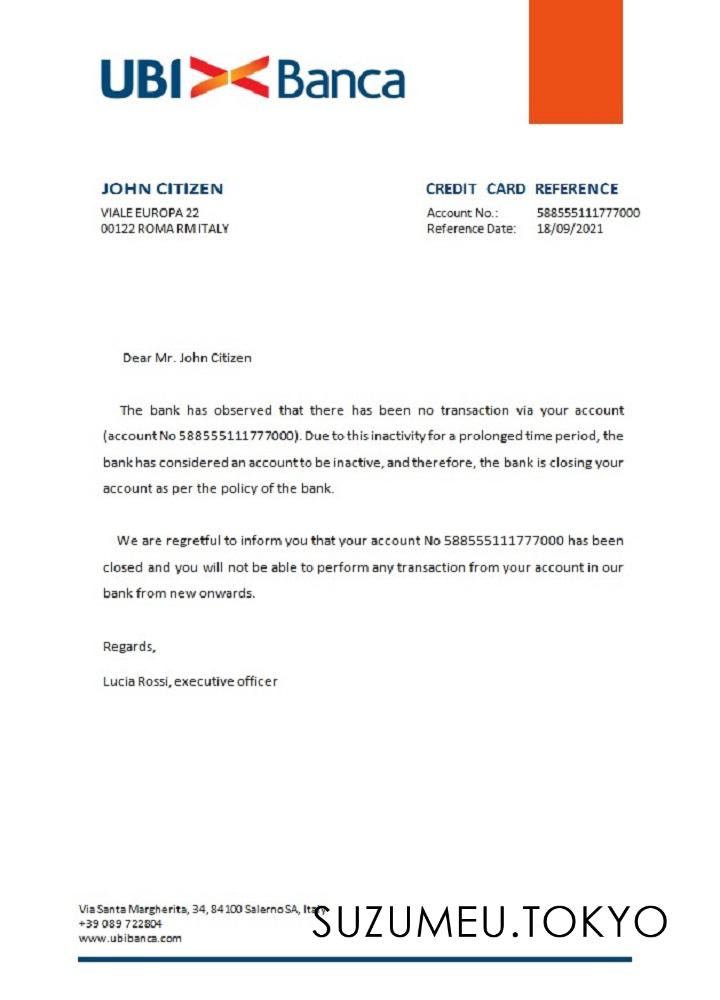 UBI Banca
JOHN CITIZEN
VIALE EUROPA 22
00122 ROMA RM ITALY
CREDIT CARD REFERENCE
Account No.: 588555111777000
Reference Date: 18/09/2021
Dear Mr. John Citizen
The bank has observed that there has been no transaction via your account
(account No 588555111777000). Due to this inactivity for a prolonged time period, the
bank has considered an account to be inactive, and therefore, the bank is closing your
account as per the policy of the bank.
We are regretful to inform you that your account No 588555111777000 has been
closed and you will not be able to perform any transaction from your account in our
bank from new onwards.
Regards,
Lucia Rossi, executive officer
Via Santa Margherita, 34, 84100 Salerno SA, Italy
+39 089 722804
www.ubibanca.com
SUZUMEU.TOKYO